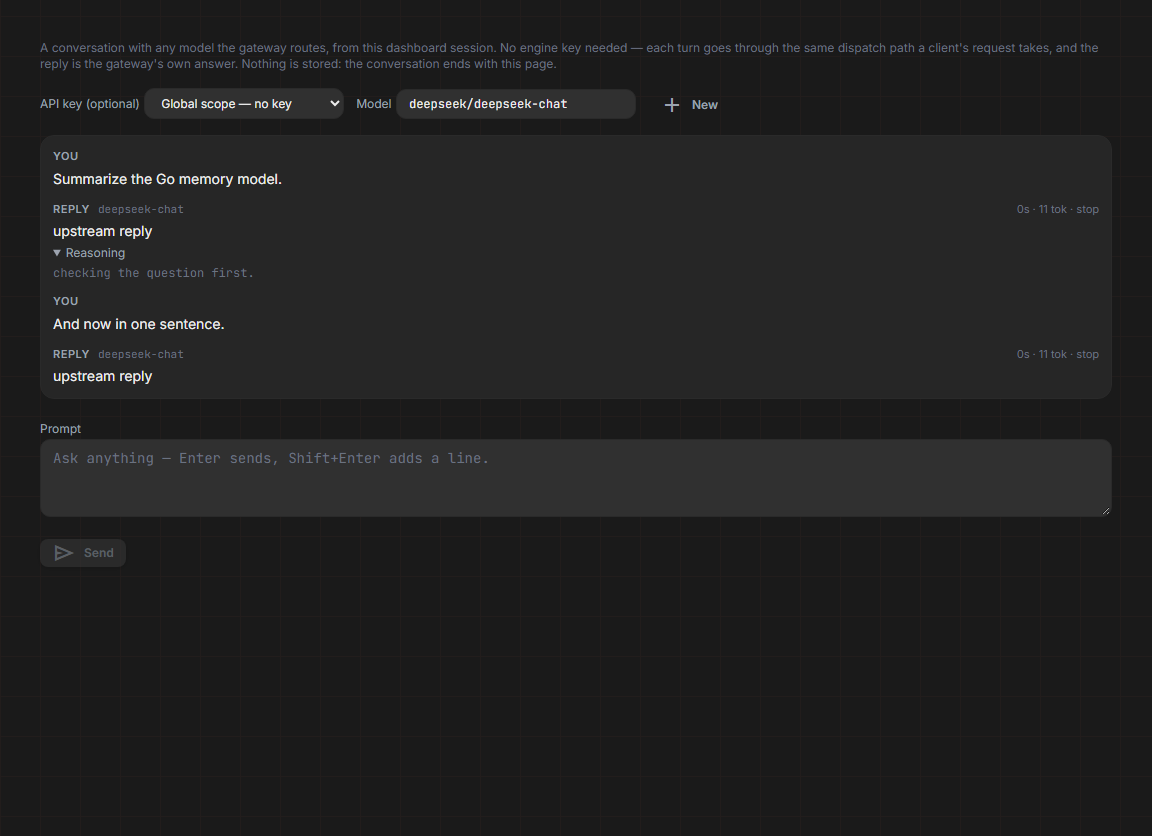 A conversation with any model the gateway routes, from this dashboard session. No engine key needed — each turn goes through the same dispatch path a client's request takes, and the
reply is the gateway's own answer. Nothing is stored: the conversation ends with this page.
API key (optional) Global scope — no key Model deepseek/deepseek-chat New
YOU
Summarize the Go memory model.
REPLY deepseek-chat 0s · 11 tok · stop
upstream reply
Reasoning
checking the question first.
YOU
And now in one sentence.
REPLY deepseek-chat 0s · 11 tok · stop
upstream reply
Prompt
Ask anything — Enter sends, Shift+Enter adds a line.
Send